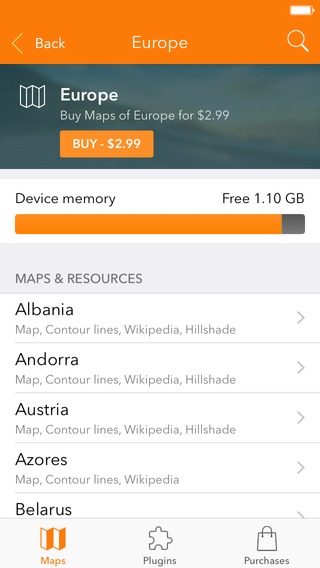 Back
Europe
Europe
Buy Maps of Europe for $2.99
BUY - $2.99
Device memory
Free 1.10 GB
MAPS & RESOURCES
Albania
Map, Contour lines, Wikipedia, Hillshade
Andorra
Map, Contour lines, Wikipedia, Hillshade
Austria
Map, Contour lines, Wikipedia, Hillshade
Azores
Map, Contour lines, Wikipedia
Belarus
Maps
Plugins
Purchases